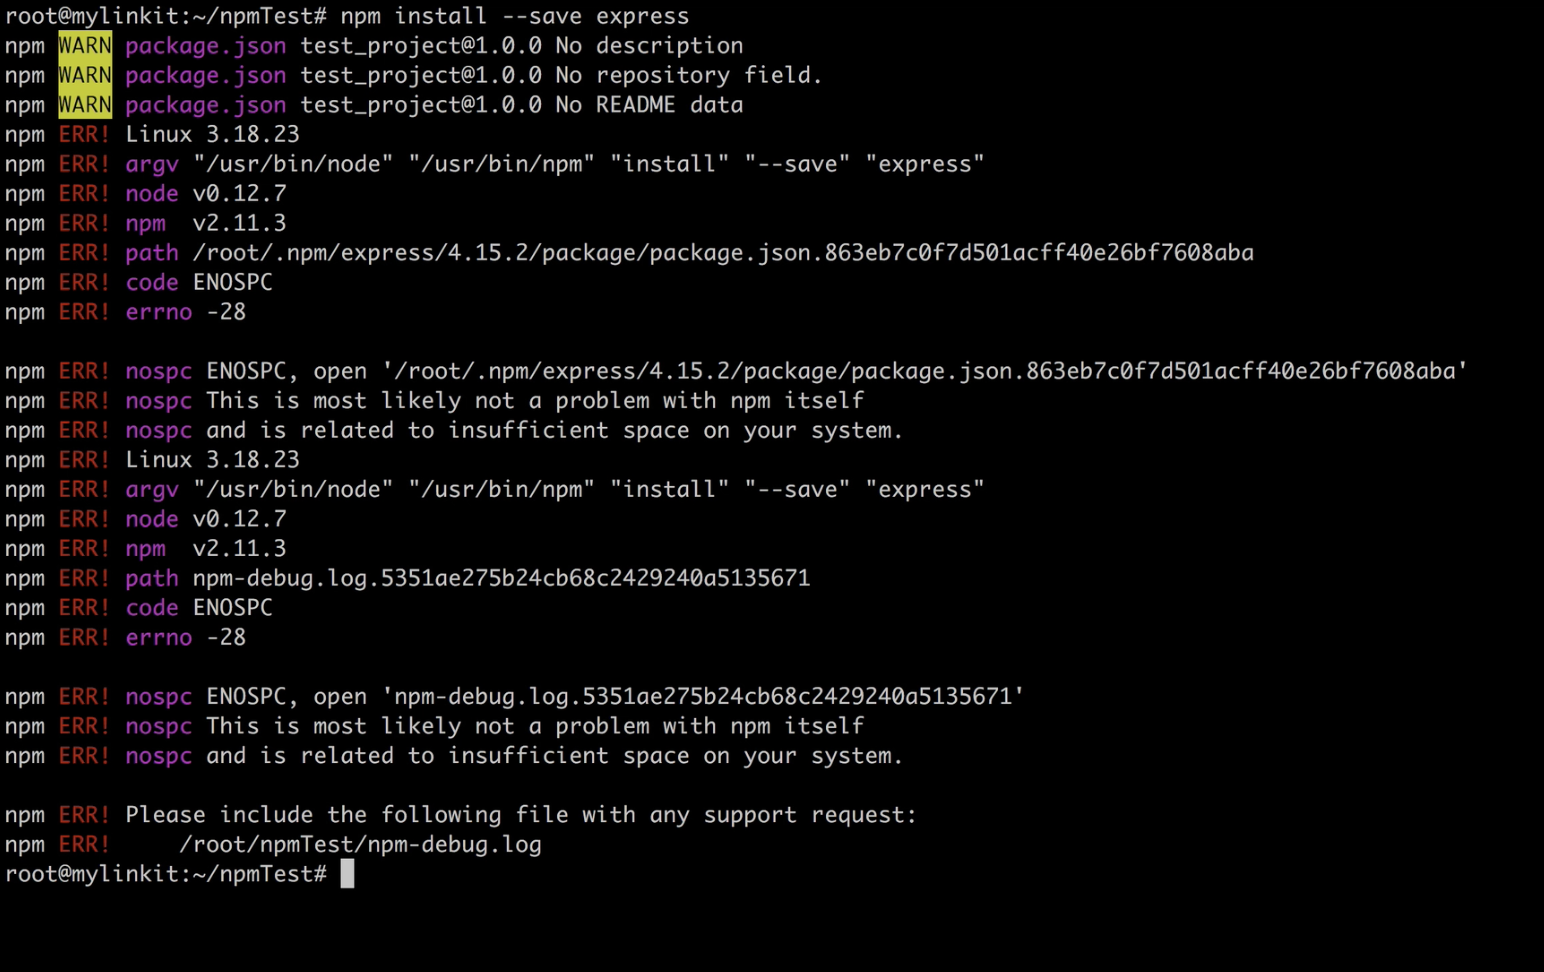 root@mylinkit:~/npmTest# npm install --save express
npm WARN package.json test_project@1.0.0 No description
npm WARN package.json test_project@1.0.0 No repository field.
npm WARN package.json test_project@1.0.0 No README data
npm ERR! Linux 3.18.23
npm ERR! argv "/usr/bin/node" "/usr/bin/npm" "install" "--save" "express"
npm ERR! node v0.12.7
npm ERR! npm  v2.11.3
npm ERR! path /root/.npm/express/4.15.2/package/package.json.863eb7c0f7d501acff40e26bf7608aba
npm ERR! code ENOSPC
npm ERR! errno -28

npm ERR! nospc ENOSPC, open '/root/.npm/express/4.15.2/package/package.json.863eb7c0f7d501acff40e26bf7608aba'
npm ERR! nospc This is most likely not a problem with npm itself
npm ERR! nospc and is related to insufficient space on your system.
npm ERR! Linux 3.18.23
npm ERR! argv "/usr/bin/node" "/usr/bin/npm" "install" "--save" "express"
npm ERR! node v0.12.7
npm ERR! npm  v2.11.3
npm ERR! path npm-debug.log.5351ae275b24cb68c2429240a5135671
npm ERR! code ENOSPC
npm ERR! errno -28

npm ERR! nospc ENOSPC, open 'npm-debug.log.5351ae275b24cb68c2429240a5135671'
npm ERR! nospc This is most likely not a problem with npm itself
npm ERR! nospc and is related to insufficient space on your system.

npm ERR! Please include the following file with any support request:
npm ERR!     /root/npmTest/npm-debug.log
root@mylinkit:~/npmTest#